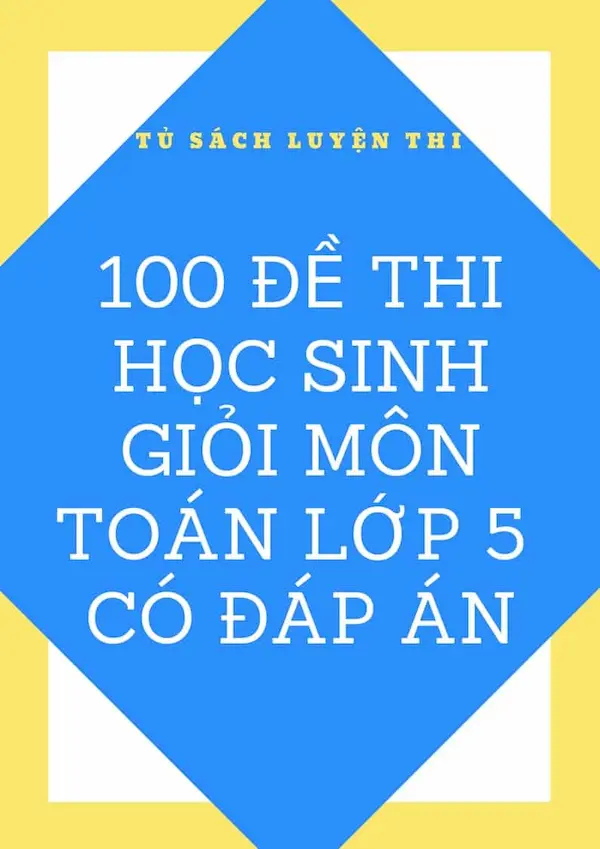 TỦ SÁCH LUYỆN THI
100 ĐỀ THI
HỌC SINH
GIỎI MÔN
TOÁN LỚP 5
CÓ ĐÁP ÁN